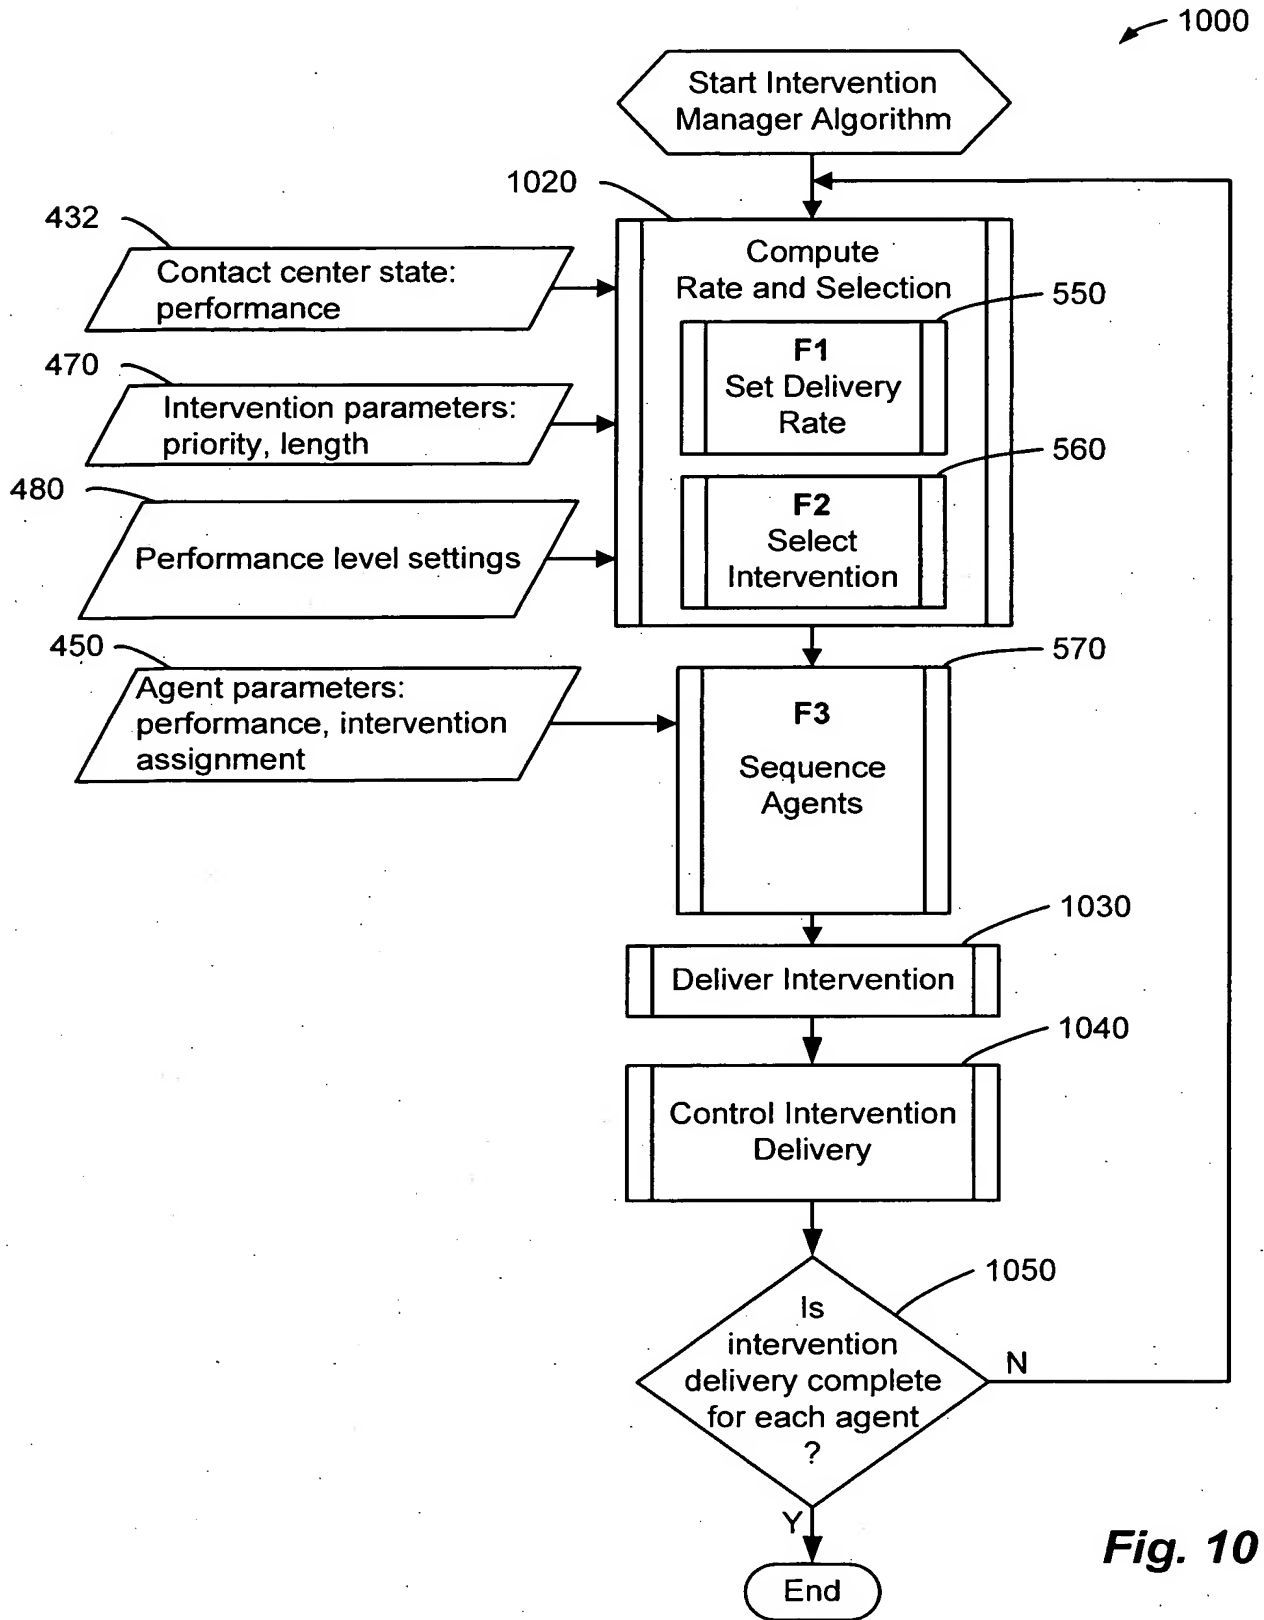 1000
Start Intervention
Manager Algorithm
1020
432
Contact center state:
performance
Compute
Rate and Selection
550
F1
Set Delivery
Rate
470
Intervention parameters:
priority, length
560
F2
Select
Intervention
480
Performance level settings
450
Agent parameters:
performance, intervention
assignment
570
F3
Sequence
Agents
1030
Deliver Intervention
1040
Control Intervention
Delivery
1050
Is
intervention
delivery complete
for each agent
?
N
Y
End
Fig. 10